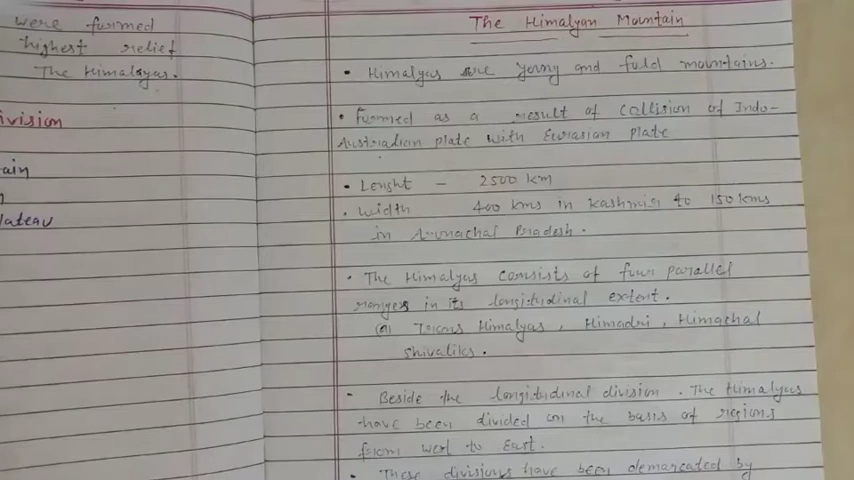 were formed
highest relief
The Himalayas.
ivision
ain
n
lateau
The Himalyan Mountain
• Himalyas are young and fold mountains.
• Formed as a result of collision of Indo-
Austradian plate with Eurasian plate
• Lenght - 2500 km
• Width 400 kms in Kashmir to 150 kms
in Arunachal Pradesh.
• The Himalyas consists of four parallel
ranges in its longitudinal extent.
(a) Trans Himalyas, Himadri, Himachal
Shivaliks.
• Beside the longitudinal division. The Himalyas
have been divided on the basis of regions
from west to East.
• These divisions have been demarcated by